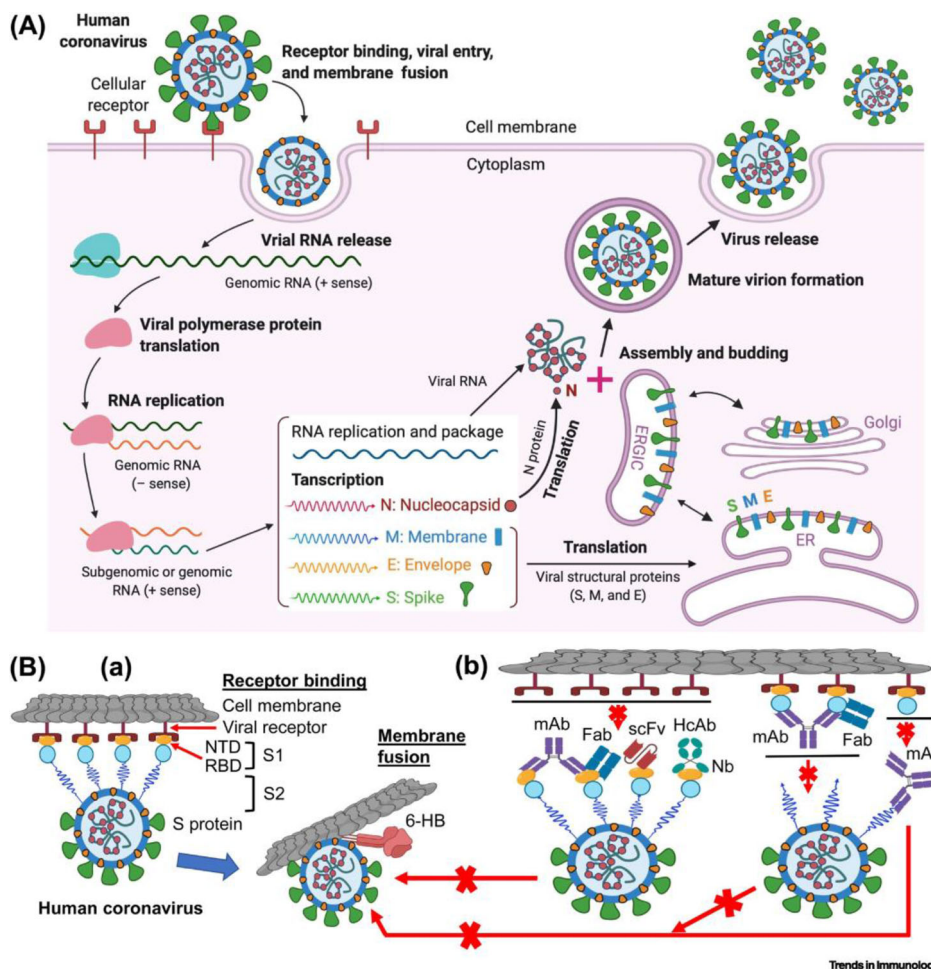 (A)
Human
coronavirus
Receptor binding, viral entry,
and membrane fusion
Cellular
receptor
Cell membrane
Cytoplasm
Vrial RNA release
Genomic RNA (+ sense)
Virus release
Mature virion formation
Viral polymerase protein
translation
Viral RNA
N
+
Assembly and budding
RNA replication
Genomic RNA
(− sense)
Subgenomic or genomic
RNA (+ sense)
RNA replication and package
Tanscription
N: Nucleocapsid
M: Membrane
E: Envelope
S: Spike
N protein
Translation
ERGIC
Golgi
S M E
ER
Translation
Viral structural proteins
(S, M, and E)
(B)
(a)
Receptor binding
Cell membrane
Viral receptor
NTD
RBD
S1
S2
S protein
Human coronavirus
Membrane
fusion
6-HB
(b)
mAb
Fab
scFv
HcAb
Nb
mAb
Fab
Trends in Immunolo